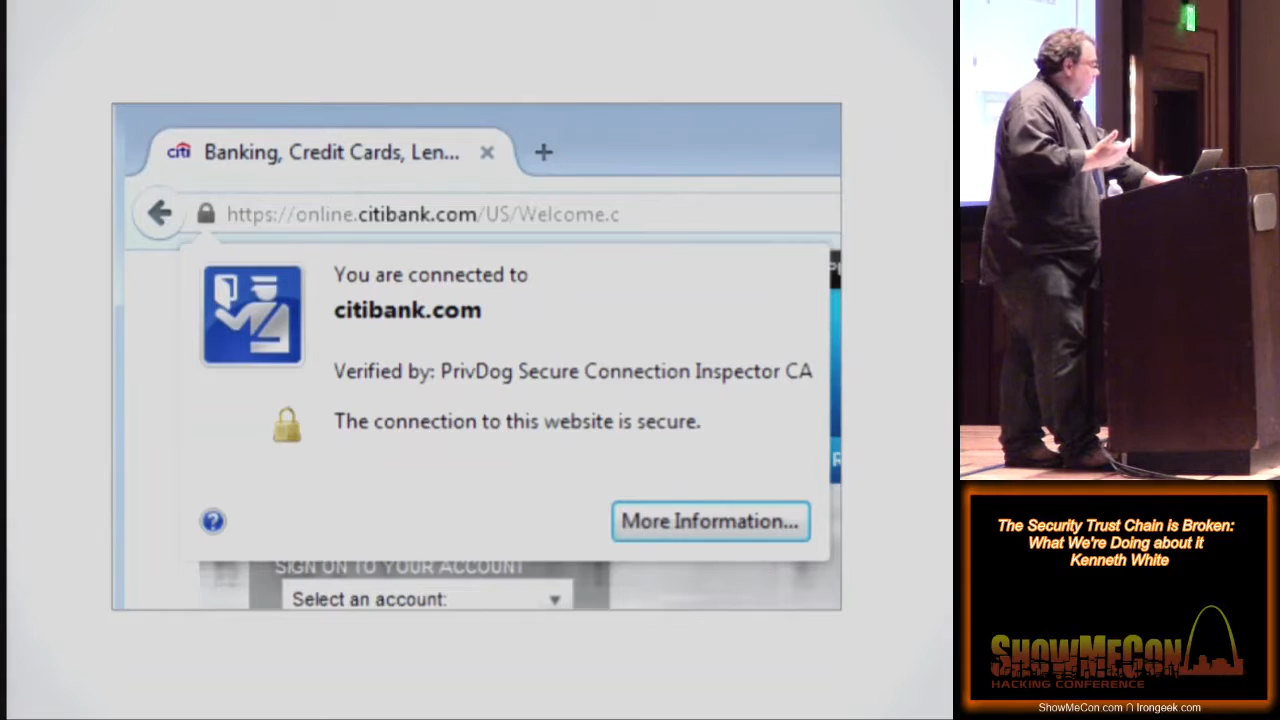 citi Banking, Credit Cards, Len...
https://online.citibank.com/US/Welcome.c
You are connected to
citibank.com
Verified by: PrivDog Secure Connection Inspector CA
The connection to this website is secure.
?
More Information...
SIGN ON TO YOUR ACCOUNT
Select an account:
The Security Trust Chain is Broken:
What We're Doing about it
Kenneth White
SHOWMECON
HACKING CONFERENCE
ShowMeCon.com ∩ Irongeek.com